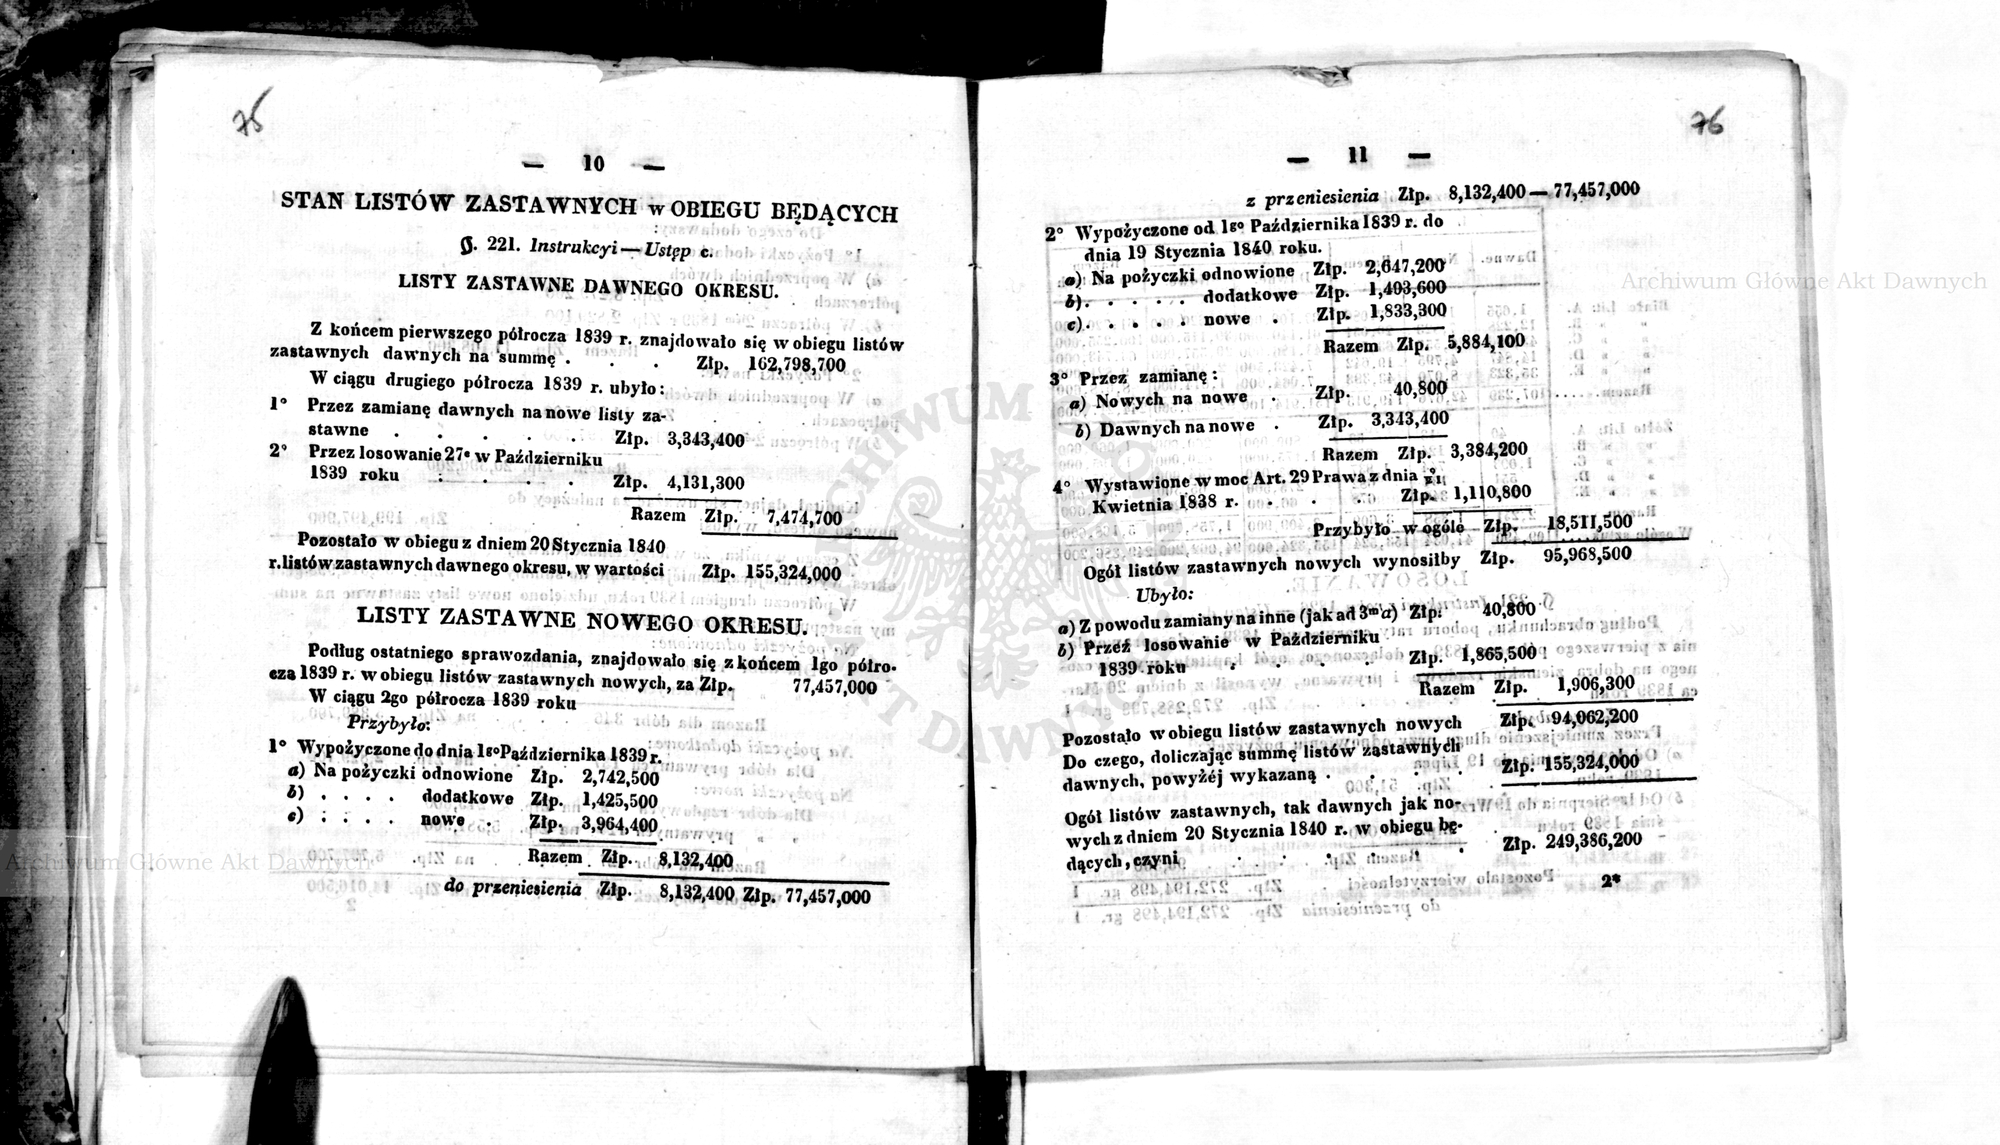 76
— 10 —
STAN LISTÓW ZASTAWNYCH w OBIEGU BĘDĄCYCH
§. 221. Instrukcyi — Ustęp c.
LISTY ZASTAWNE DAWNEGO OKRESU.
Z końcem pierwszego półrocza 1839 r. znajdowało się w obiegu listów
zastawnych dawnych na summę . . . Złp. 162,798,700
W ciągu drugiego półrocza 1839 r. ubyło:
1° Przez zamianę dawnych na nowe listy za-
stawne . . . . . Złp. 3,343,400
2° Przez losowanie 27e w Październiku
1839 roku . . . . Złp. 4,131,300
Razem Złp. 7,474,700
Pozostało w obiegu z dniem 20 Stycznia 1840
r. listów zastawnych dawnego okresu, w wartości Złp. 155,324,000
LISTY ZASTAWNE NOWEGO OKRESU.
Podług ostatniego sprawozdania, znajdowało się z końcem 1go półro-
cza 1839 r. w obiegu listów zastawnych nowych, za Złp. 77,457,000
W ciągu 2go półrocza 1839 roku
Przybyło:
1° Wypożyczone do dnia 1go Października 1839 r.
a) Na pożyczki odnowione Złp. 2,742,500
b) . . . . dodatkowe Złp. 1,425,500
c) . . . . nowe . Złp. 3,964,400
Razem Złp. 8,132,400
do przeniesienia Złp. 8,132,400 Złp. 77,457,000
76
— 11 —
z przeniesienia Złp. 8,132,400 — 77,457,000
2° Wypożyczone od 1go Października 1839 r. do
dnia 19 Stycznia 1840 roku.
a) Na pożyczki odnowione Złp. 2,647,200
b) . . . . . dodatkowe Złp. 1,403,600
c) . . . . . nowe . Złp. 1,833,300
Razem Złp. 5,884,100
3° Przez zamianę:
a) Nowych na nowe . Złp. 40,800
b) Dawnych na nowe . Złp. 3,343,400
Razem Złp. 3,384,200
4° Wystawione w moc Art. 29 Prawa z dnia
Kwietnia 1838 r. . . . Złp. 1,110,800
Przybyło w ogóle Złp. 18,511,500
Ogół listów zastawnych nowych wynosiłby Złp. 95,968,500
Ubyło:
a) Z powodu zamiany na inne (jak ad 3m a) Złp. 40,800
b) Przez losowanie w Październiku
1839 roku . . . . Złp. 1,865,500
Razem Złp. 1,906,300
Pozostało w obiegu listów zastawnych nowych Złp. 94,062,200
Do czego, doliczając summę listów zastawnych
dawnych, powyżéj wykazaną . . . . Złp. 155,324,000
Ogół listów zastawnych, tak dawnych jak no-
wych z dniem 20 Stycznia 1840 r. w obiegu bę-
dących, czyni . . . . Złp. 249,386,200
2*
Archiwum Główne Akt Dawnych
Archiwum Główne Akt Dawnych